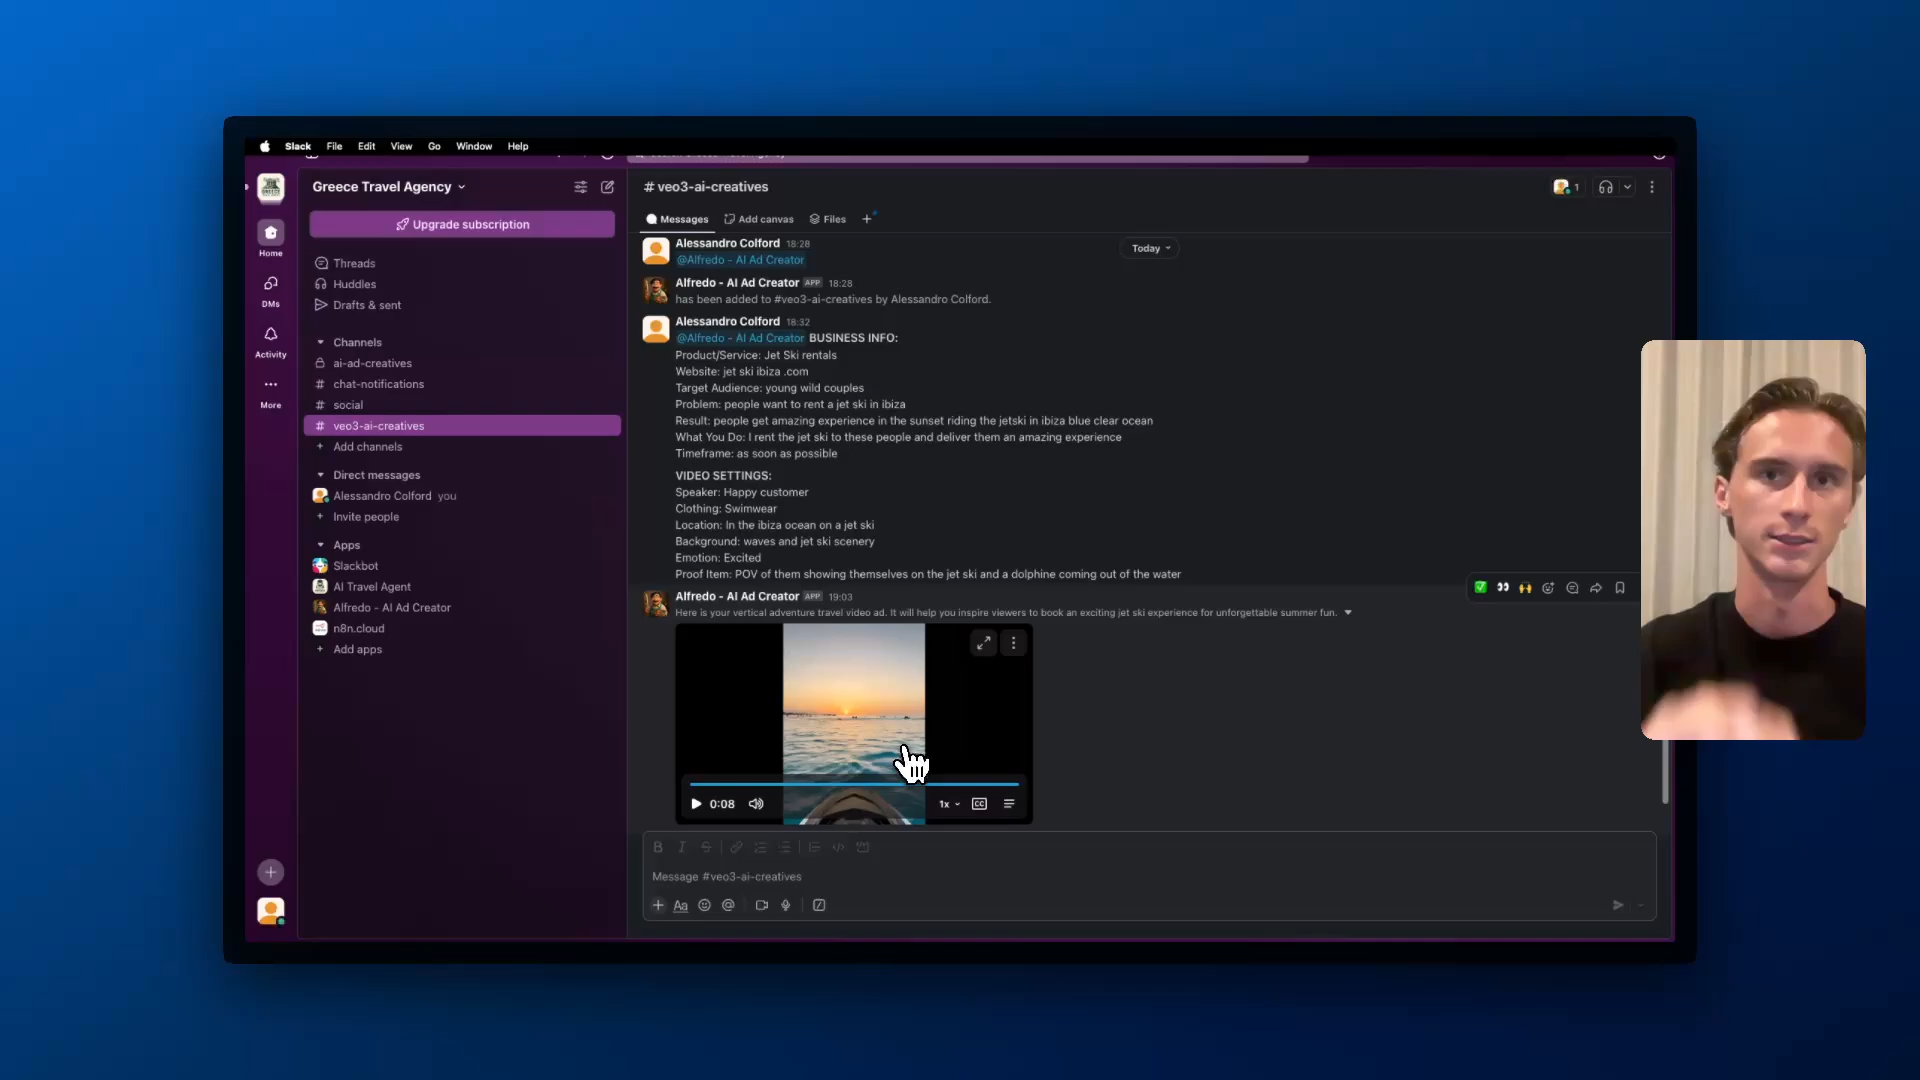 Slack File Edit View Go Window Help
Greece Travel Agency
Upgrade subscription
Home
DMs
Activity
More
Threads
Huddles
Drafts & sent
Channels
ai-ad-creatives
# chat-notifications
# social
# veo3-ai-creatives
+ Add channels
Direct messages
Alessandro Colford you
+ Invite people
Apps
Slackbot
AI Travel Agent
Alfredo - AI Ad Creator
n8n.cloud
+ Add apps
# veo3-ai-creatives
1
Messages Add canvas Files +
Today
Alessandro Colford 18:28
@Alfredo - AI Ad Creator
Alfredo - AI Ad Creator APP 18:28
has been added to #veo3-ai-creatives by Alessandro Colford.
Alessandro Colford 18:32
@Alfredo - AI Ad Creator BUSINESS INFO:
Product/Service: Jet Ski rentals
Website: jet ski ibiza .com
Target Audience: young wild couples
Problem: people want to rent a jet ski in ibiza
Result: people get amazing experience in the sunset riding the jetski in ibiza blue clear ocean
What You Do: I rent the jet ski to these people and deliver them an amazing experience
Timeframe: as soon as possible
VIDEO SETTINGS:
Speaker: Happy customer
Clothing: Swimwear
Location: In the ibiza ocean on a jet ski
Background: waves and jet ski scenery
Emotion: Excited
Proof Item: POV of them showing themselves on the jet ski and a dolphine coming out of the water
Alfredo - AI Ad Creator APP 19:03
Here is your vertical adventure travel video ad. It will help you inspire viewers to book an exciting jet ski experience for unforgettable summer fun.
0:08
1x
CC
B I S
Message #veo3-ai-creatives
+ Aa @